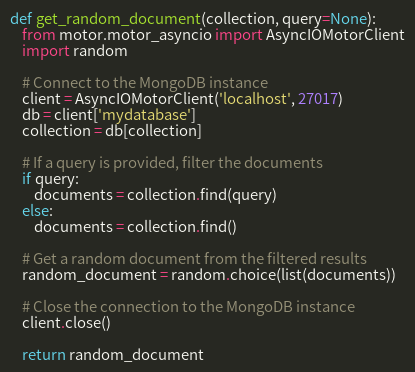 def get_random_document(collection, query=None):
    from motor.motor_asyncio import AsyncIOMotorClient
    import random

    # Connect to the MongoDB instance
    client = AsyncIOMotorClient('localhost', 27017)
    db = client['mydatabase']
    collection = db[collection]

    # If a query is provided, filter the documents
    if query:
        documents = collection.find(query)
    else:
        documents = collection.find()

    # Get a random document from the filtered results
    random_document = random.choice(list(documents))

    # Close the connection to the MongoDB instance
    client.close()

    return random_document